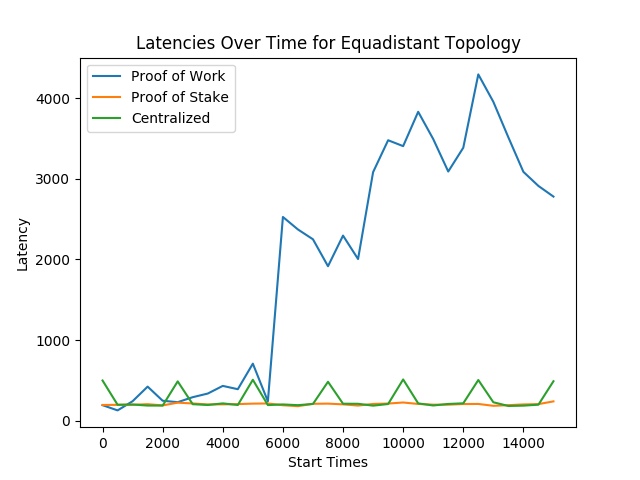 Latencies Over Time for Equadistant Topology
Proof of Work
Proof of Stake
Centralized
Latency
4000
3000
2000
1000
0
0 2000 4000 6000 8000 10000 12000 14000
Start Times